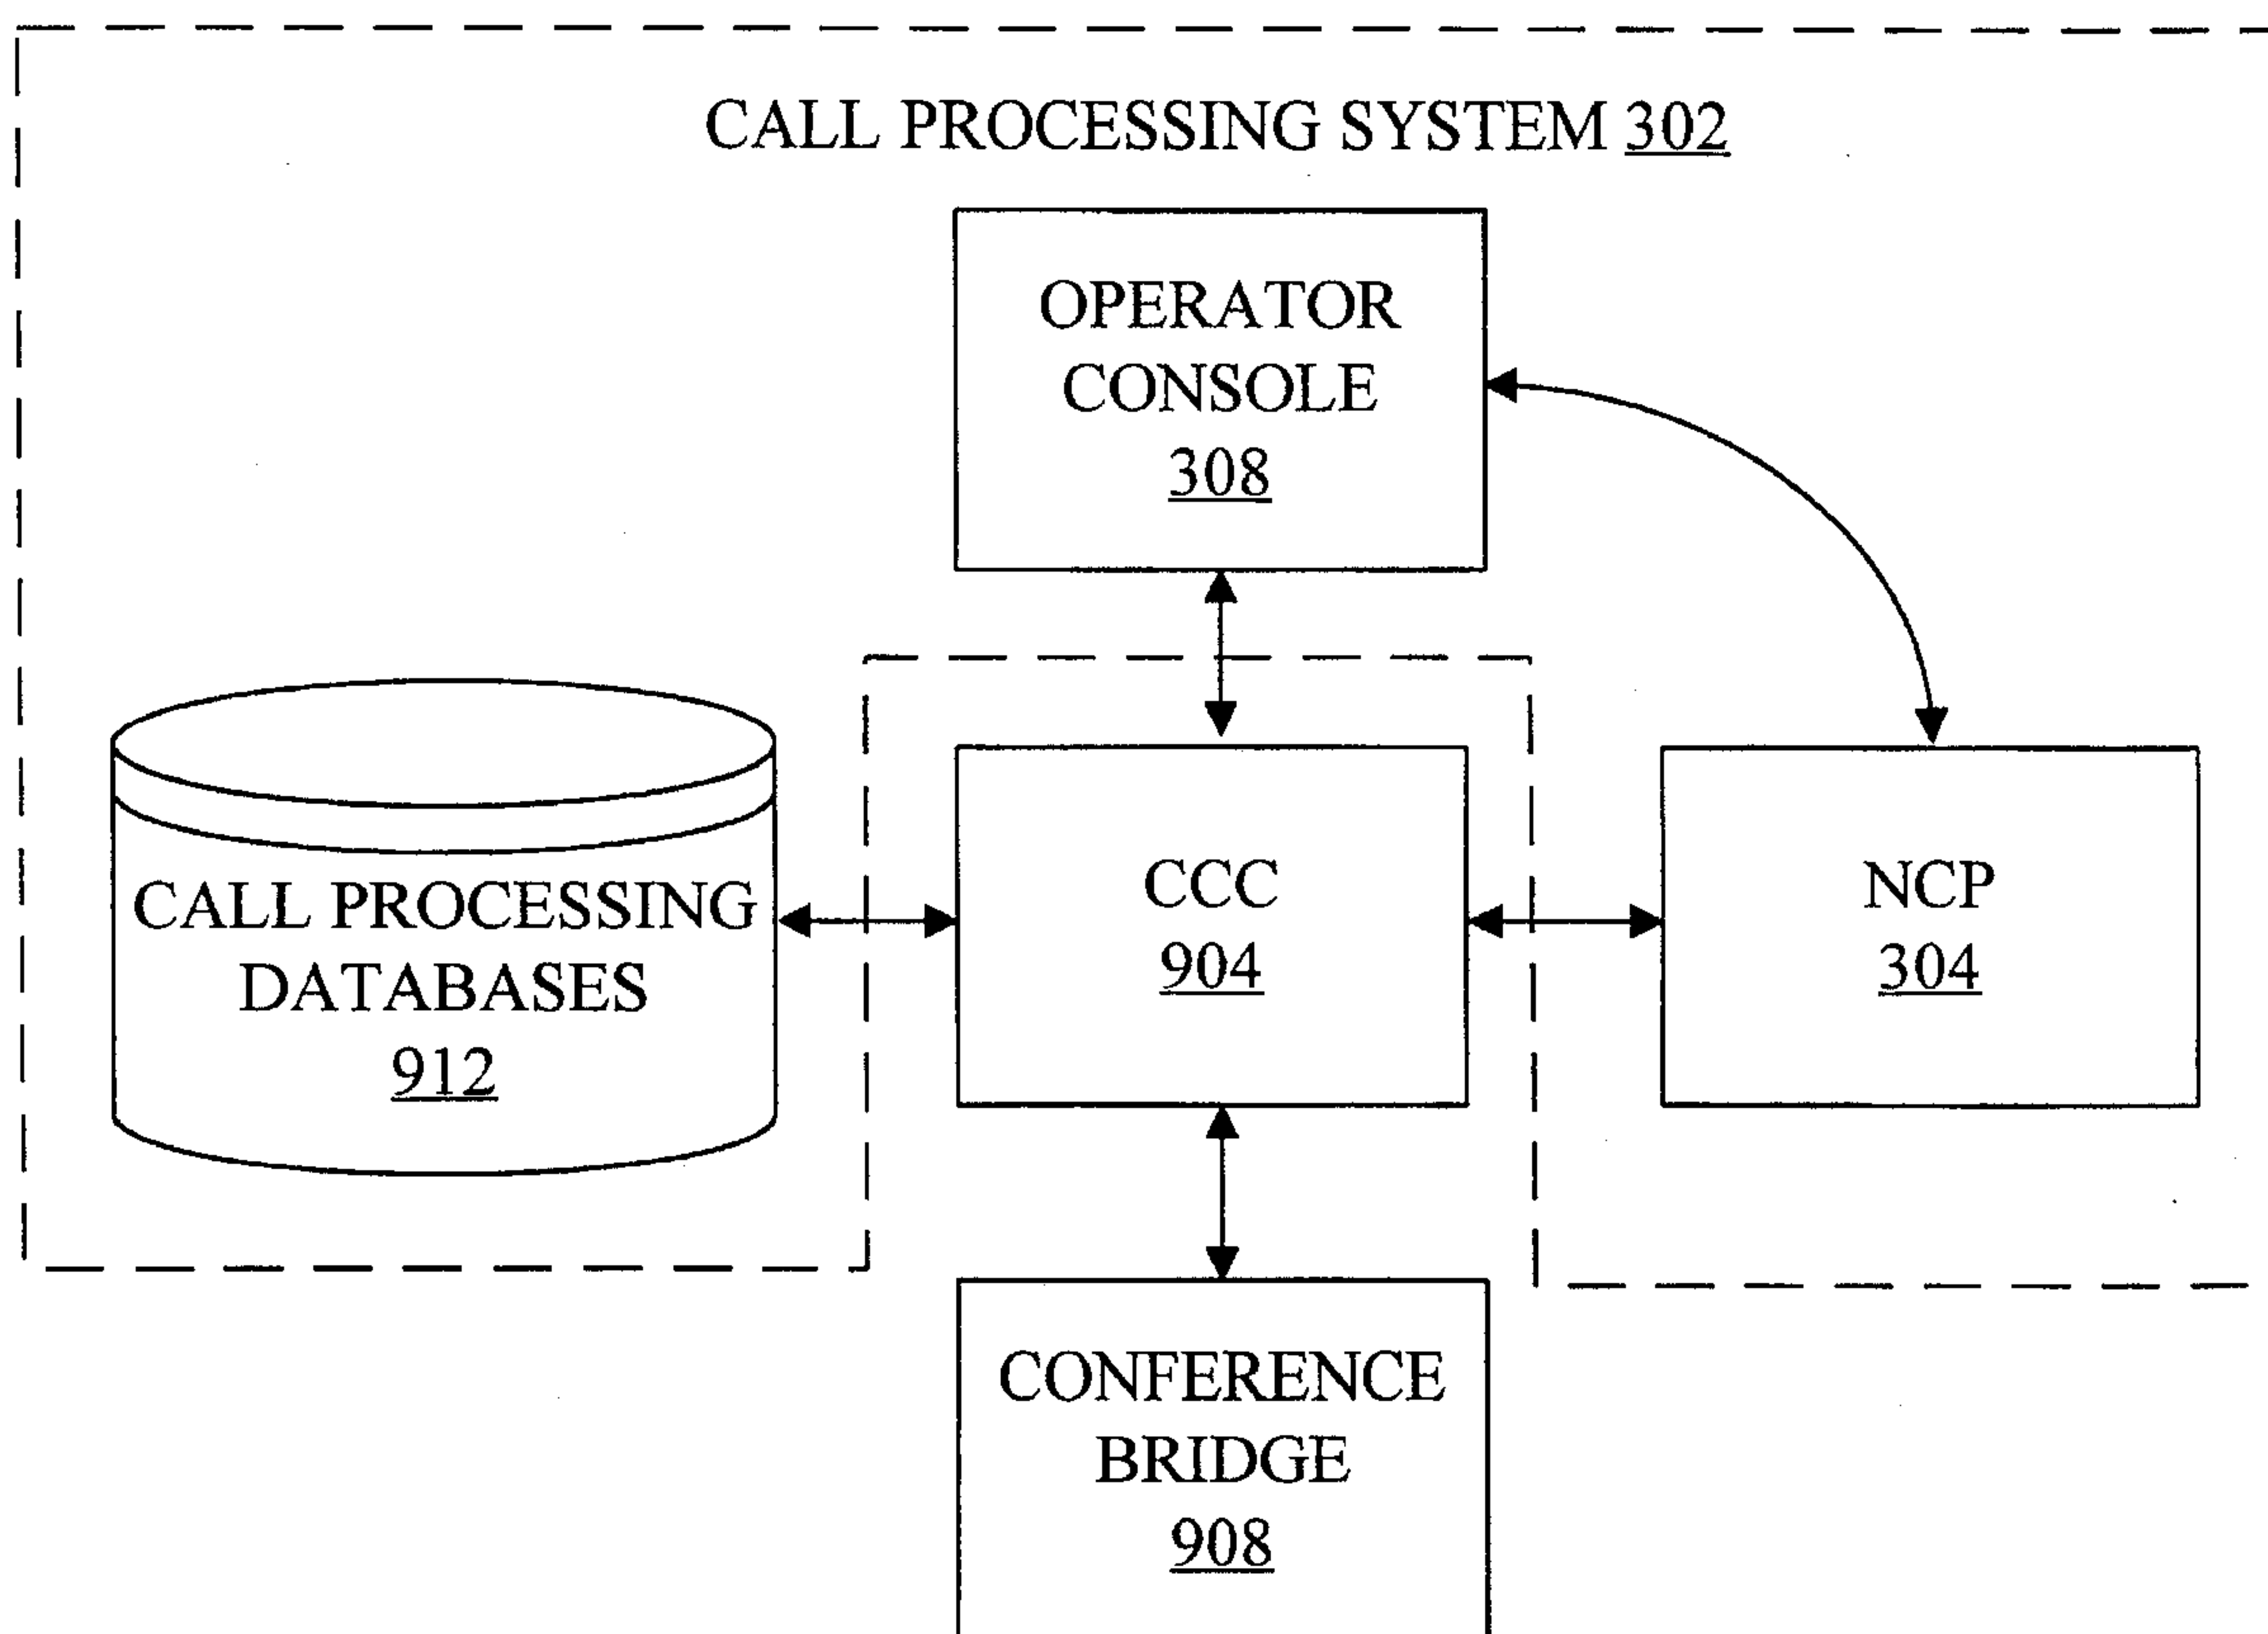 CALL PROCESSING SYSTEM 302
OPERATOR
CONSOLE
308
CALL PROCESSING
DATABASES
912
CCC
904
NCP
304
CONFERENCE
BRIDGE
908